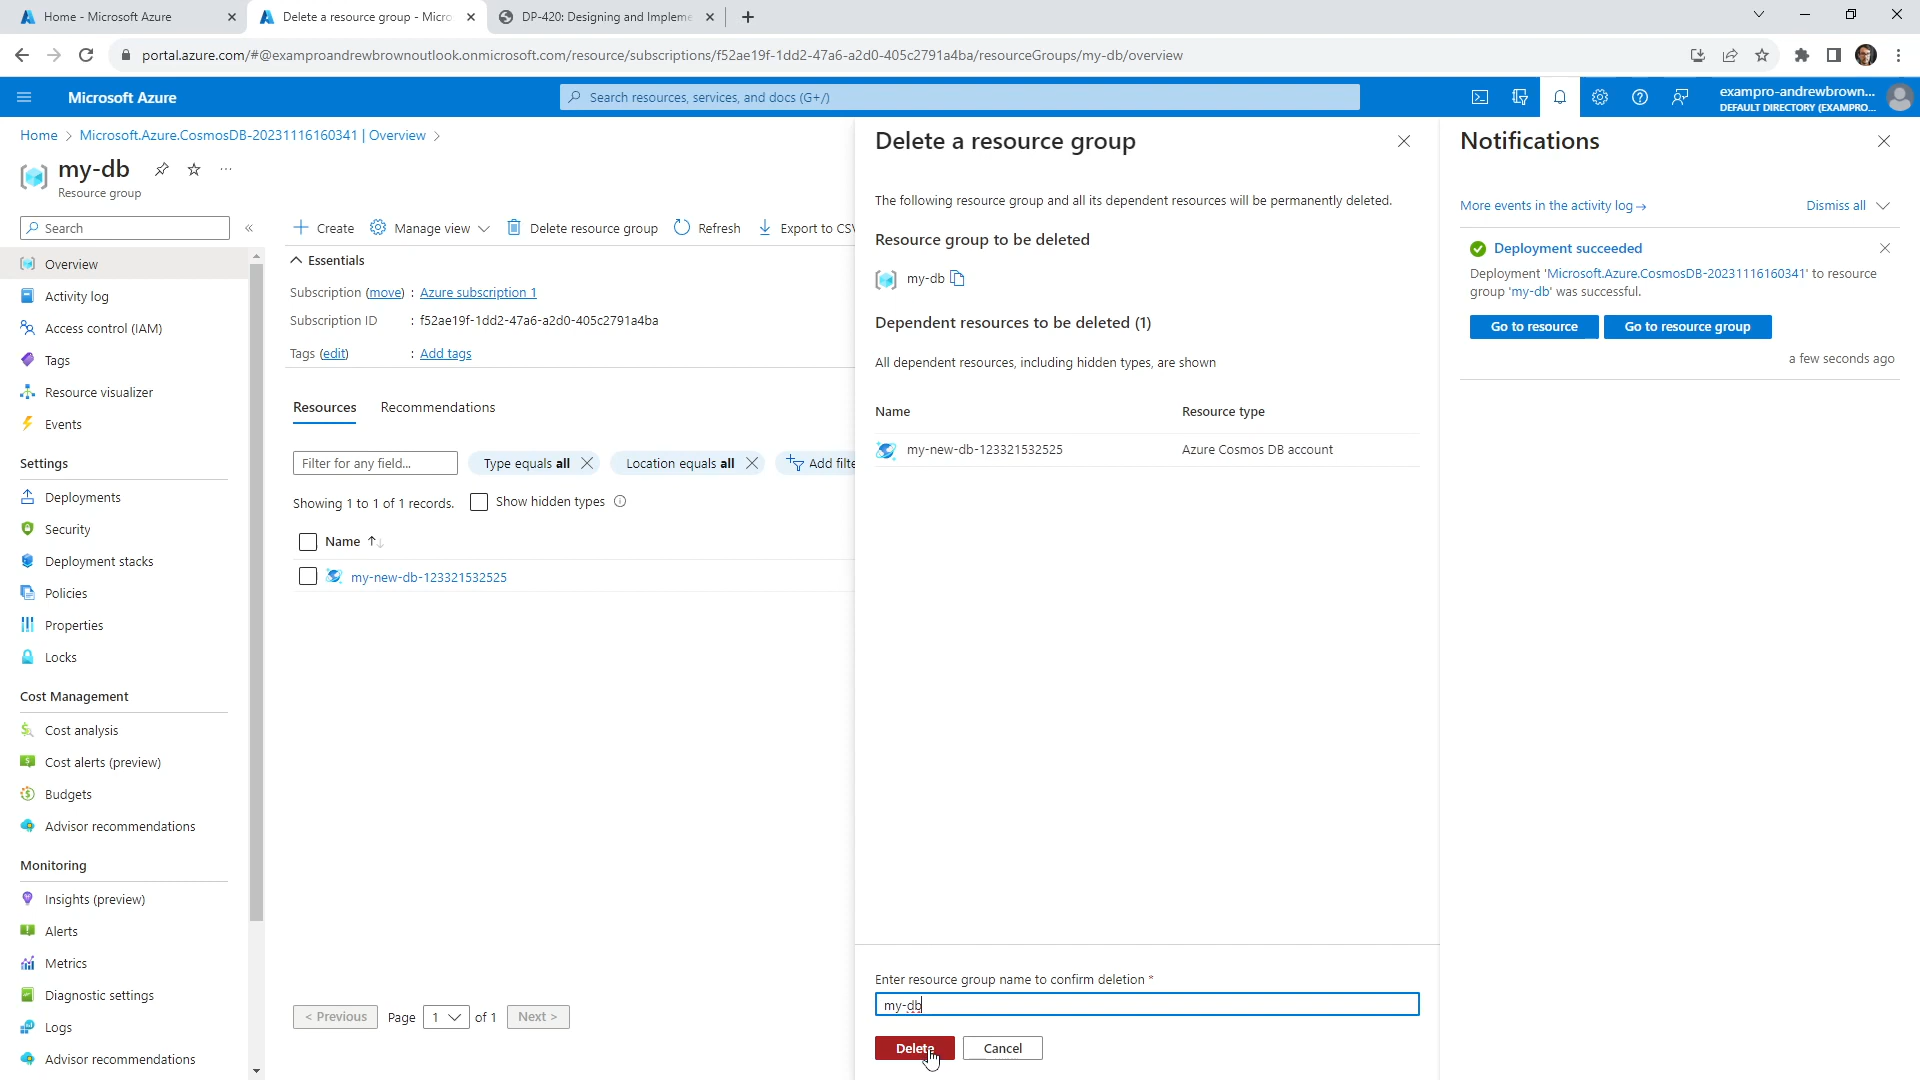 Home - Microsoft Azure
Delete a resource group - Micro
DP-420: Designing and Impleme
portal.azure.com/#@examproandrewbrownoutlook.onmicrosoft.com/resource/subscriptions/f52ae19f-1dd2-47a6-a2d0-405c2791a4ba/resourceGroups/my-db/overview
Microsoft Azure
Search resources, services, and docs (G+/)
exampro-andrewbrown...
DEFAULT DIRECTORY (EXAMPRO...
Home > Microsoft.Azure.CosmosDB-20231116160341 | Overview >
my-db
Resource group
Search
Overview
Activity log
Access control (IAM)
Tags
Resource visualizer
Events
Settings
Deployments
Security
Deployment stacks
Policies
Properties
Locks
Cost Management
Cost analysis
Cost alerts (preview)
Budgets
Advisor recommendations
Monitoring
Insights (preview)
Alerts
Metrics
Diagnostic settings
Logs
Advisor recommendations
Create
Manage view
Delete resource group
Refresh
Export to CSV
Essentials
Subscription (move) : Azure subscription 1
Subscription ID : f52ae19f-1dd2-47a6-a2d0-405c2791a4ba
Tags (edit) : Add tags
Resources
Recommendations
Filter for any field...
Type equals all
Location equals all
Add filte
Showing 1 to 1 of 1 records.
Show hidden types
Name
my-new-db-123321532525
< Previous
Page 1 of 1
Next >
Delete a resource group
The following resource group and all its dependent resources will be permanently deleted.
Resource group to be deleted
my-db
Dependent resources to be deleted (1)
All dependent resources, including hidden types, are shown
Name Resource type
my-new-db-123321532525 Azure Cosmos DB account
Enter resource group name to confirm deletion *
my-db
Delete
Cancel
Notifications
More events in the activity log →
Dismiss all
Deployment succeeded
Deployment 'Microsoft.Azure.CosmosDB-20231116160341' to resource
group 'my-db' was successful.
Go to resource
Go to resource group
a few seconds ago